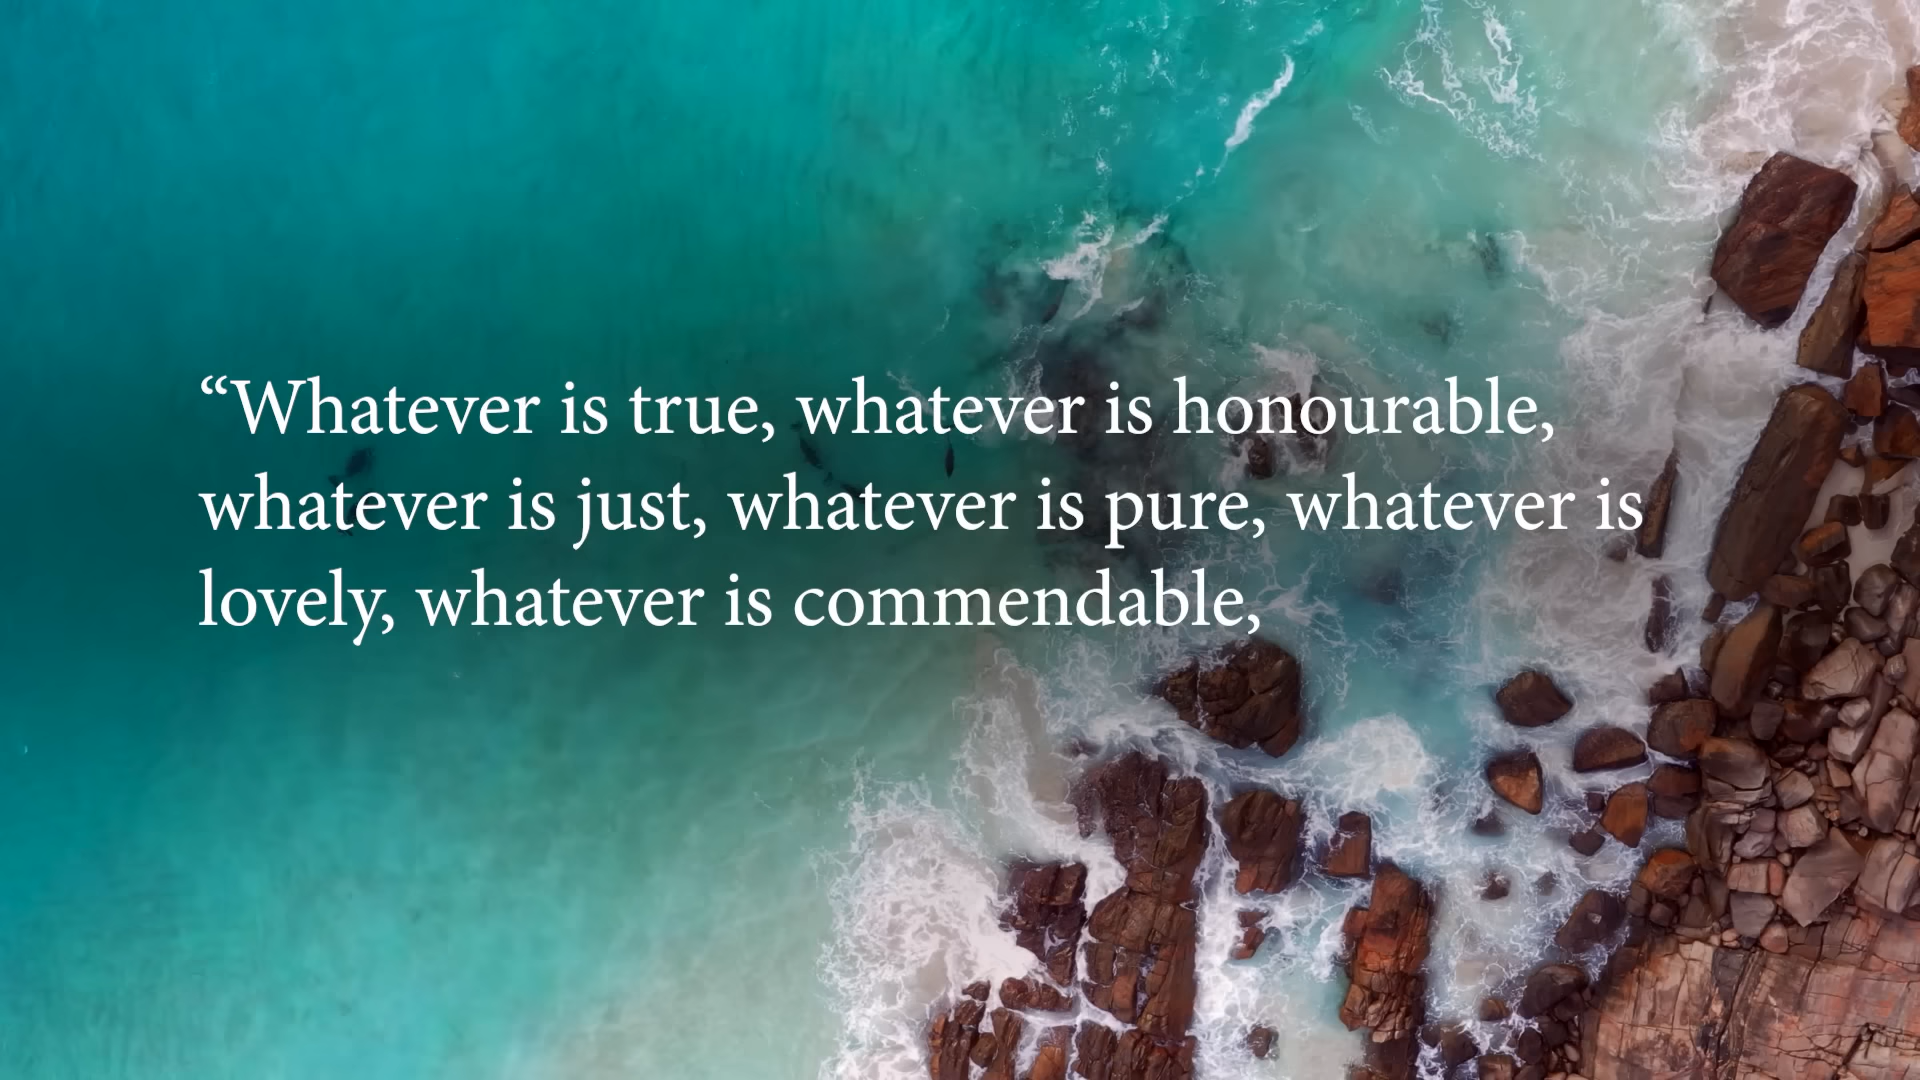 “Whatever is true, whatever is honourable,
whatever is just, whatever is pure, whatever is
lovely, whatever is commendable,